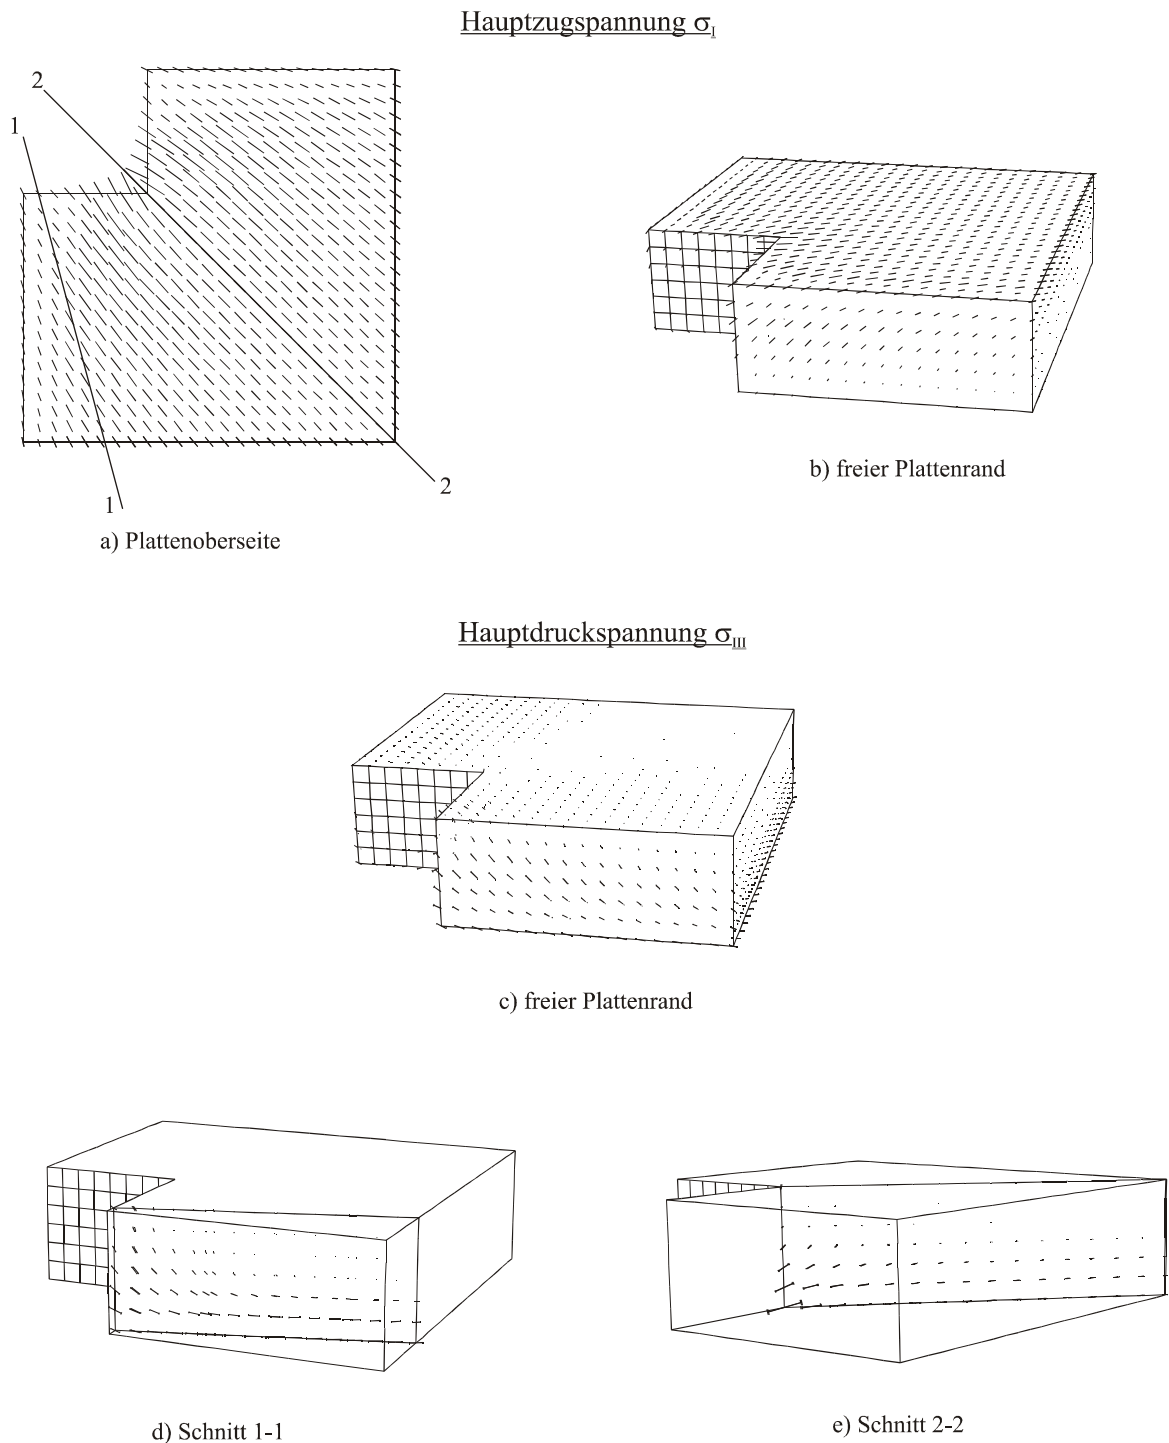 Hauptzugspannung σI
2
1
2
1
a) Plattenoberseite
b) freier Plattenrand
Hauptdruckspannung σIII
c) freier Plattenrand
d) Schnitt 1-1
e) Schnitt 2-2